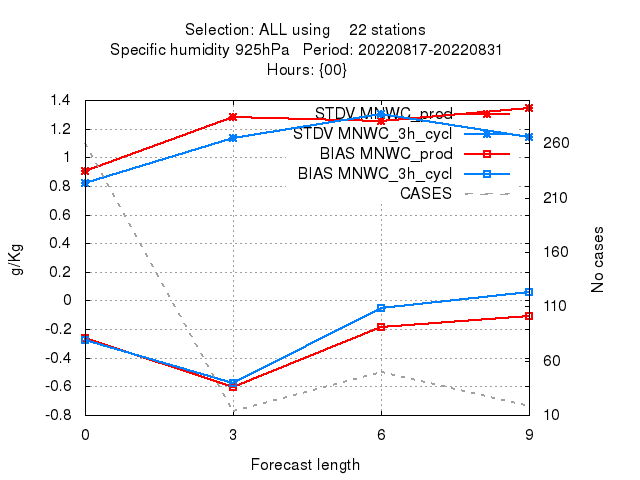 Selection: ALL using 22 stations
Specific humidity 925hPa Period: 20220817-20220831
Hours: {00}
STDV MNWC_prod
STDV MNWC_3h_cycl
BIAS MNWC_prod
BIAS MNWC_3h_cycl
CASES
1.4
1.2
1
0.8
0.6
0.4
0.2
0
-0.2
-0.4
-0.6
-0.8
g/Kg
260
210
160
110
60
10
No cases
0 3 6 9
Forecast length